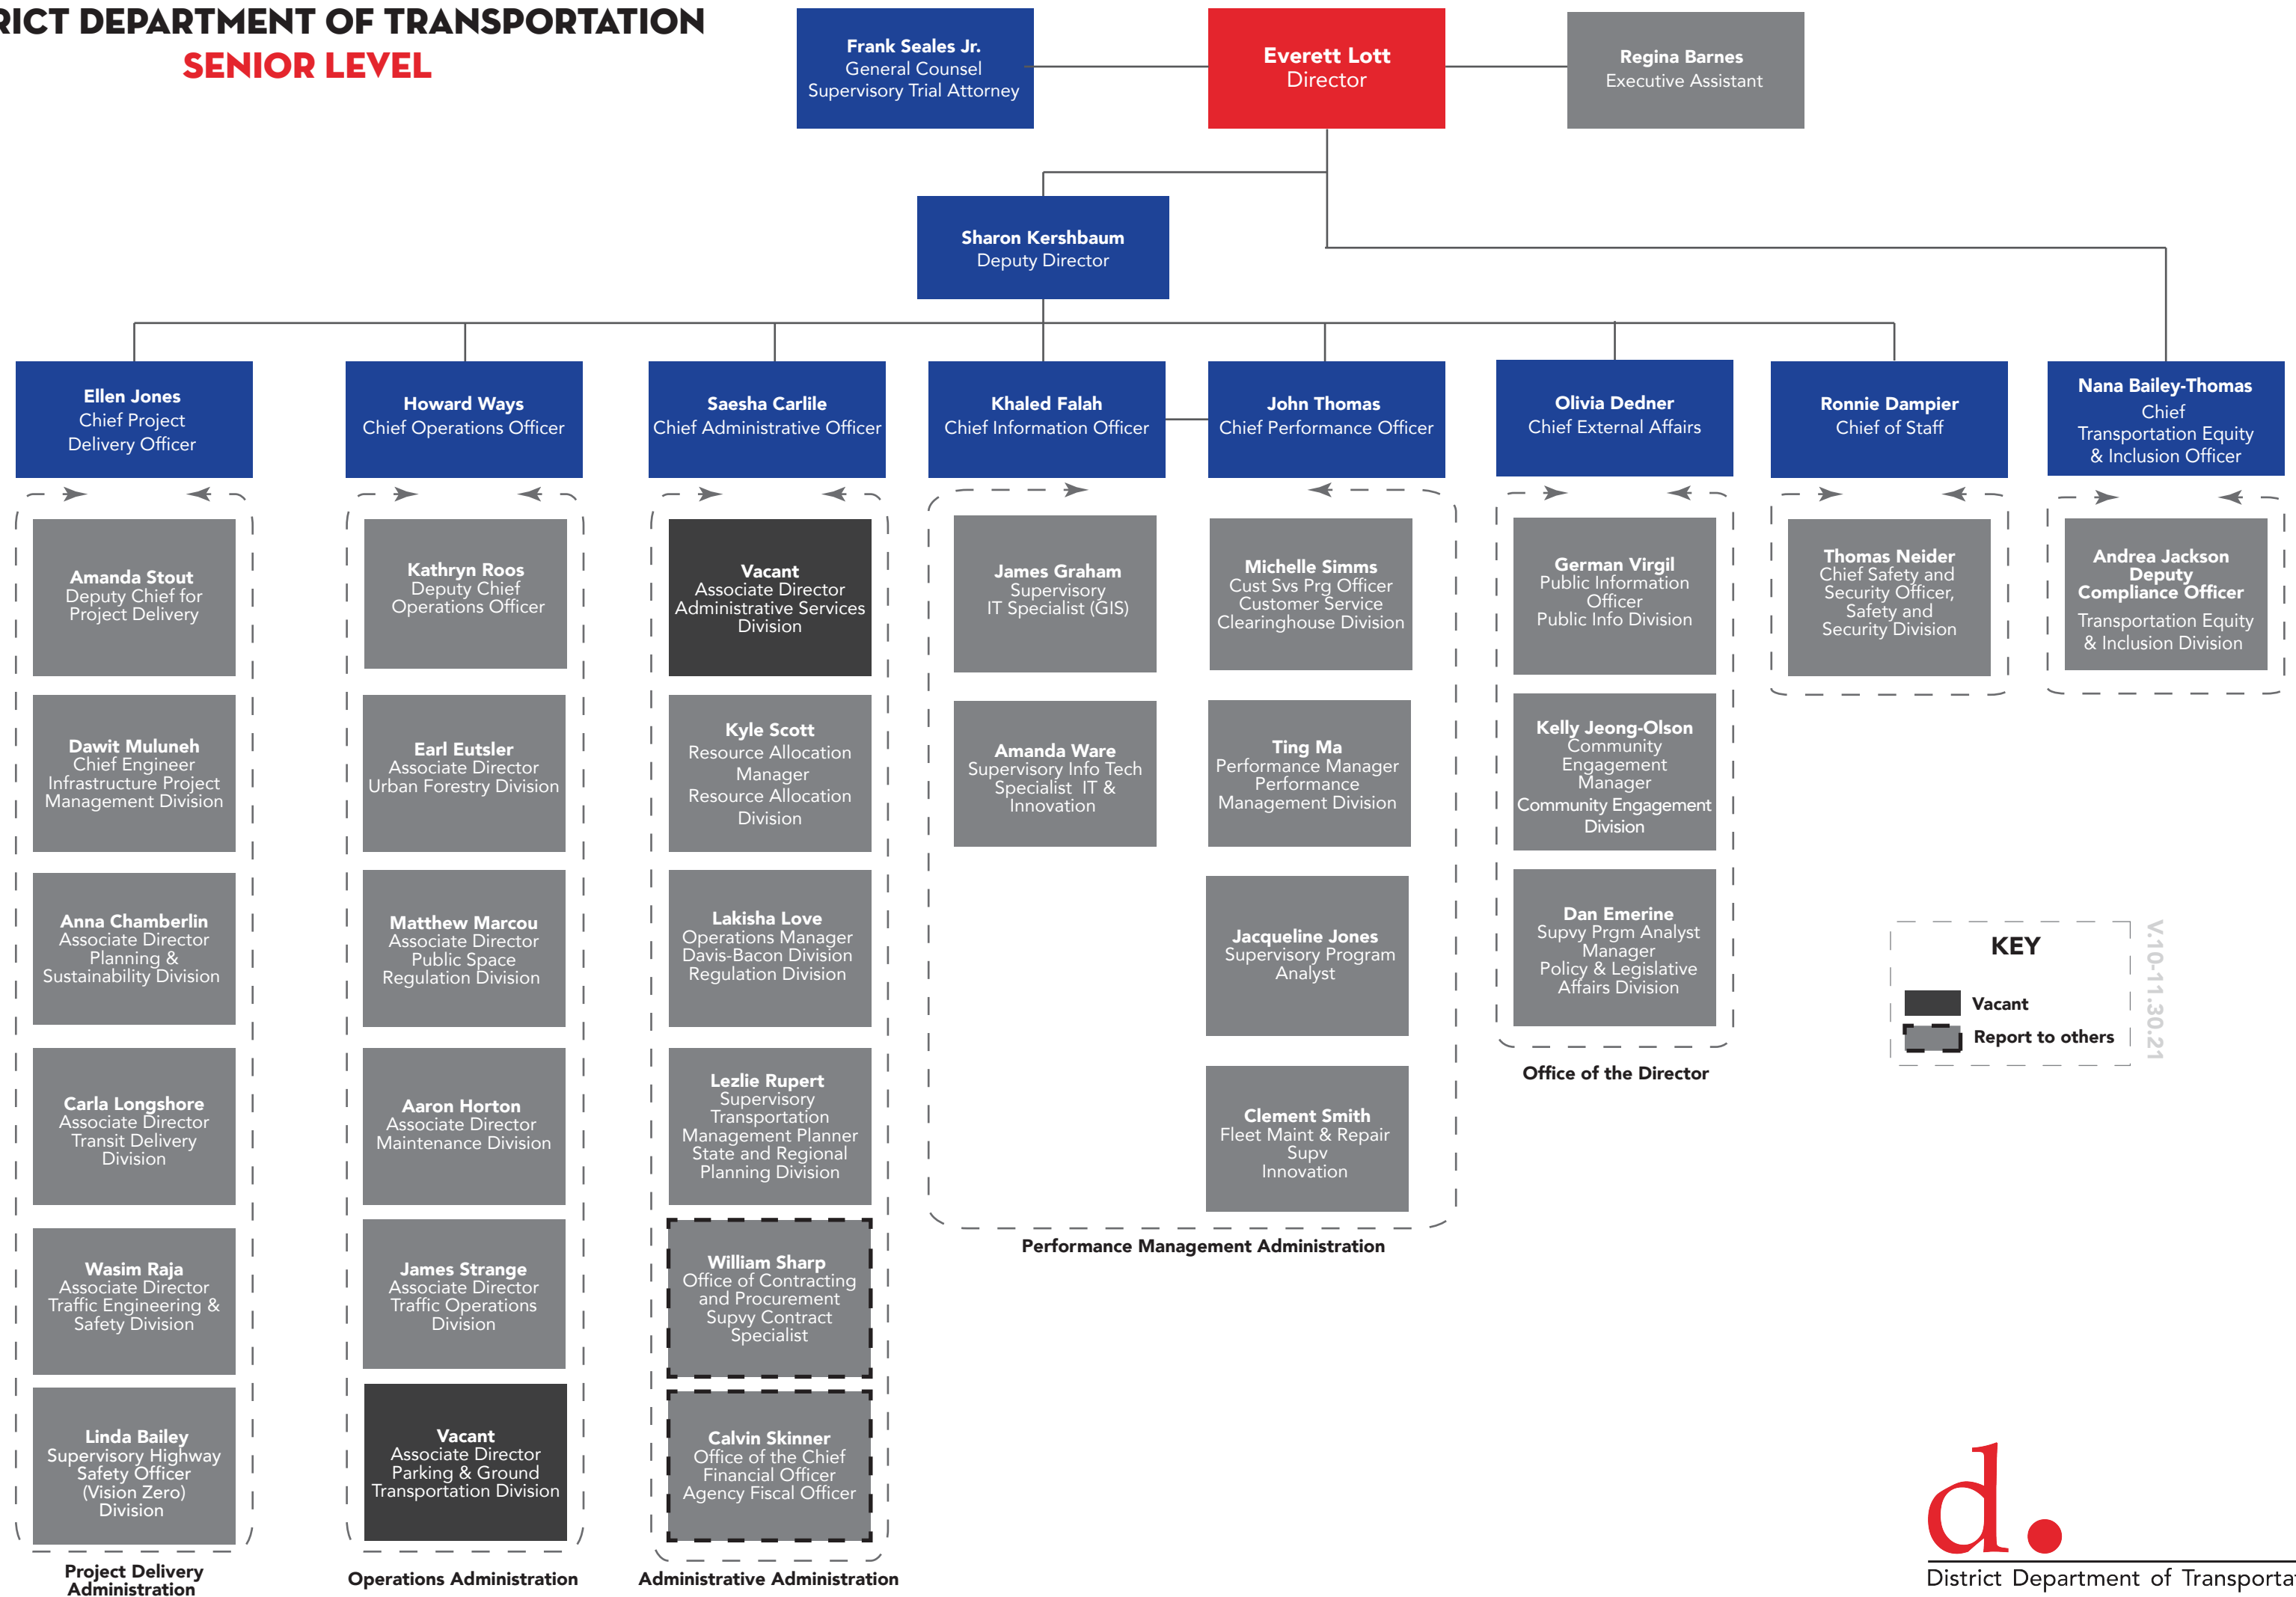 RICT DEPARTMENT OF TRANSPORTATION
SENIOR LEVEL
Frank Seales Jr.
General Counsel
Supervisory Trial Attorney
Everett Lott
Director
Regina Barnes
Executive Assistant
Sharon Kershbaum
Deputy Director
Ellen Jones
Chief Project
Delivery Officer
Howard Ways
Chief Operations Officer
Saesha Carlile
Chief Administrative Officer
Khaled Falah
Chief Information Officer
John Thomas
Chief Performance Officer
Olivia Dedner
Chief External Affairs
Ronnie Dampier
Chief of Staff
Nana Bailey-Thomas
Chief
Transportation Equity
& Inclusion Officer
Amanda Stout
Deputy Chief for
Project Delivery
Dawit Muluneh
Chief Engineer
Infrastructure Project
Management Division
Anna Chamberlin
Associate Director
Planning &
Sustainability Division
Carla Longshore
Associate Director
Transit Delivery
Division
Wasim Raja
Associate Director
Traffic Engineering &
Safety Division
Linda Bailey
Supervisory Highway
Safety Officer
(Vision Zero)
Division
Project Delivery
Administration
Kathryn Roos
Deputy Chief
Operations Officer
Earl Eutsler
Associate Director
Urban Forestry Division
Matthew Marcou
Associate Director
Public Space
Regulation Division
Aaron Horton
Associate Director
Maintenance Division
James Strange
Associate Director
Traffic Operations
Division
Vacant
Associate Director
Parking & Ground
Transportation Division
Operations Administration
Vacant
Associate Director
Administrative Services
Division
Kyle Scott
Resource Allocation
Manager
Resource Allocation
Division
Lakisha Love
Operations Manager
Davis-Bacon Division
Regulation Division
Lezlie Rupert
Supervisory
Transportation
Management Planner
State and Regional
Planning Division
William Sharp
Office of Contracting
and Procurement
Supvy Contract
Specialist
Calvin Skinner
Office of the Chief
Financial Officer
Agency Fiscal Officer
Administrative Administration
James Graham
Supervisory
IT Specialist (GIS)
Amanda Ware
Supervisory Info Tech
Specialist IT &
Innovation
Michelle Simms
Cust Svs Prg Officer
Customer Service
Clearinghouse Division
Ting Ma
Performance Manager
Performance
Management Division
Jacqueline Jones
Supervisory Program
Analyst
Clement Smith
Fleet Maint & Repair
Supv
Innovation
Performance Management Administration
German Virgil
Public Information
Officer
Public Info Division
Kelly Jeong-Olson
Community
Engagement
Manager
Community Engagement
Division
Dan Emerine
Supvy Prgm Analyst
Manager
Policy & Legislative
Affairs Division
Office of the Director
Thomas Neider
Chief Safety and
Security Officer,
Safety and
Security Division
Andrea Jackson
Deputy
Compliance Officer
Transportation Equity
& Inclusion Division
KEY
Vacant
Report to others
V.10-11.30.21
d.
District Department of Transporta